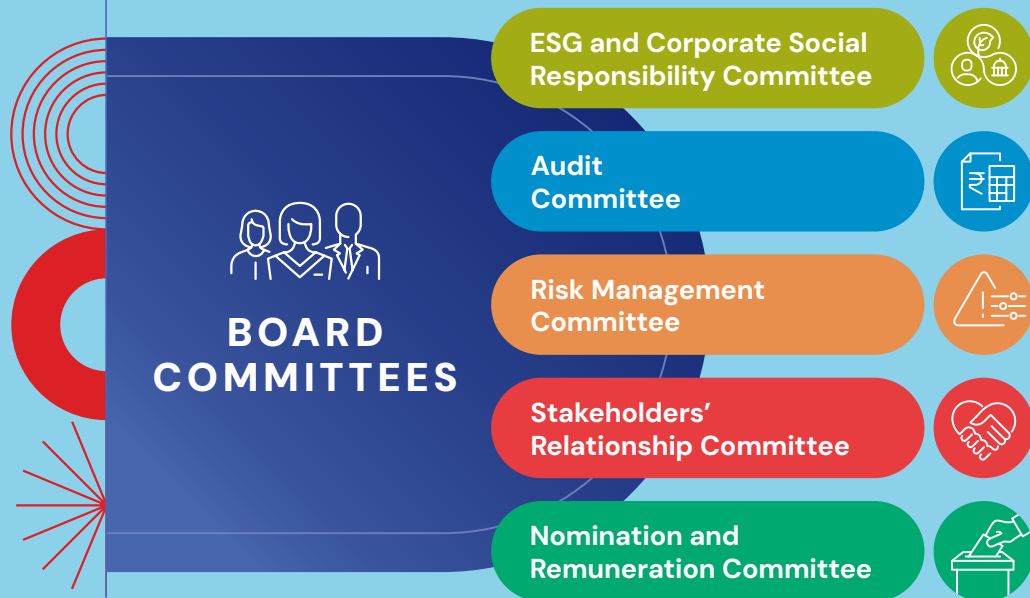 BOARD
COMMITTEES
ESG and Corporate Social
Responsibility Committee
Audit
Committee
₹
Risk Management
Committee
Stakeholders’
Relationship Committee
Nomination and
Remuneration Committee